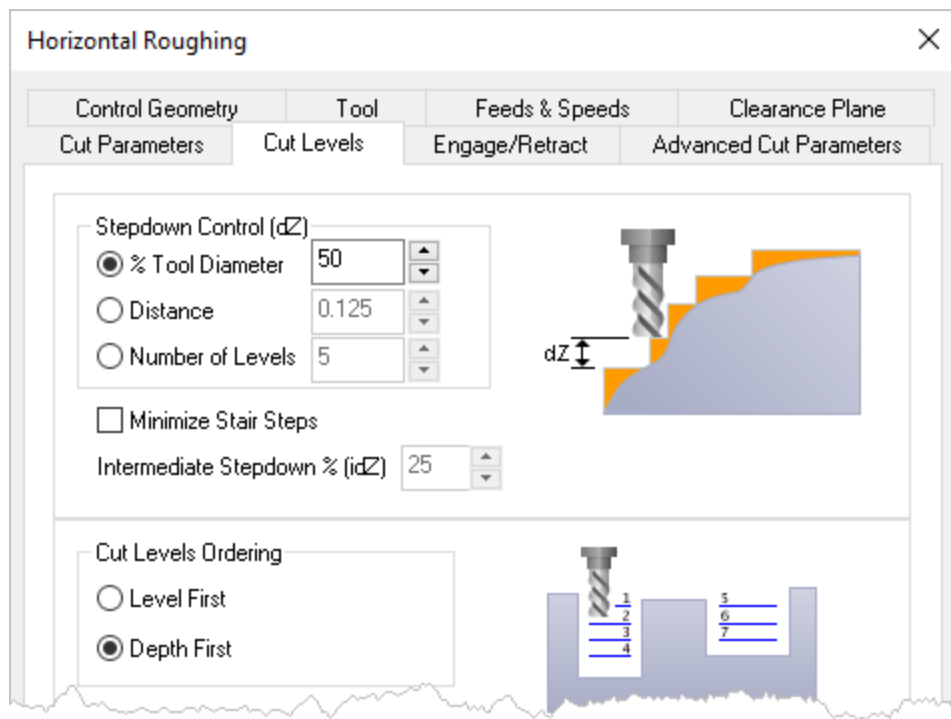 Horizontal Roughing
Control Geometry Tool Feeds & Speeds Clearance Plane
Cut Parameters Cut Levels Engage/Retract Advanced Cut Parameters
Stepdown Control (dZ)
% Tool Diameter 50
Distance 0.125
Number of Levels 5
dZ
Minimize Stair Steps
Intermediate Stepdown % (idZ) 25
Cut Levels Ordering
Level First
Depth First
1 5
2 6
3 7
4